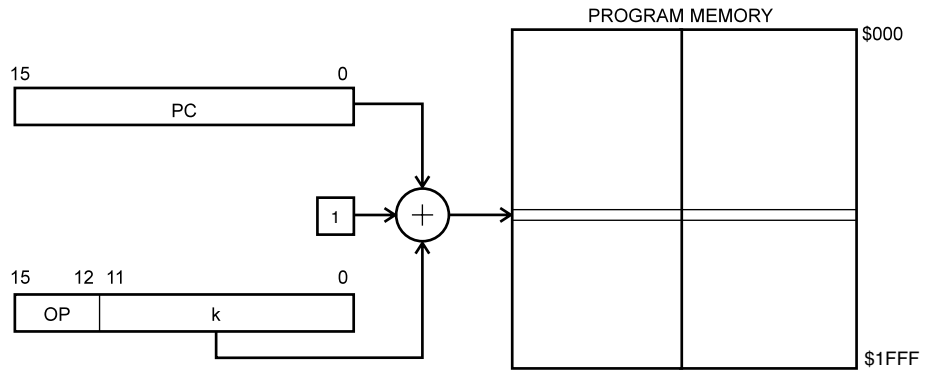 PROGRAM MEMORY
$000
15 0
PC
1
+
15 12 11 0
OP k
$1FFF